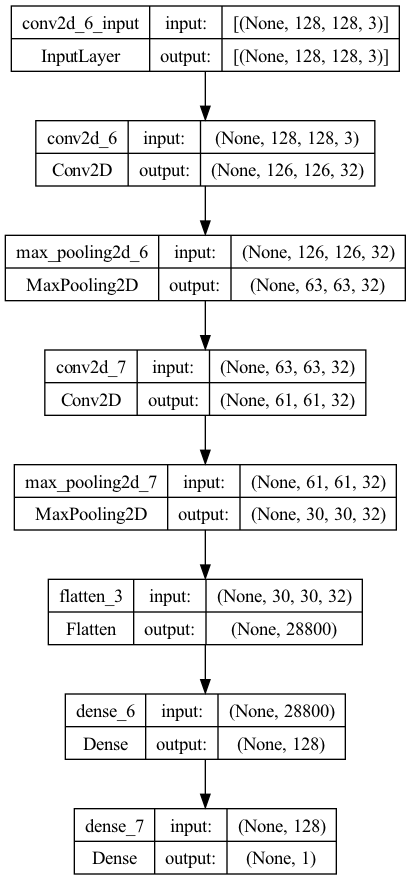 conv2d_6_input input: [(None, 128, 128, 3)]
InputLayer output: [(None, 128, 128, 3)]
conv2d_6 input: (None, 128, 128, 3)
Conv2D output: (None, 126, 126, 32)
max_pooling2d_6 input: (None, 126, 126, 32)
MaxPooling2D output: (None, 63, 63, 32)
conv2d_7 input: (None, 63, 63, 32)
Conv2D output: (None, 61, 61, 32)
max_pooling2d_7 input: (None, 61, 61, 32)
MaxPooling2D output: (None, 30, 30, 32)
flatten_3 input: (None, 30, 30, 32)
Flatten output: (None, 28800)
dense_6 input: (None, 28800)
Dense output: (None, 128)
dense_7 input: (None, 128)
Dense output: (None, 1)